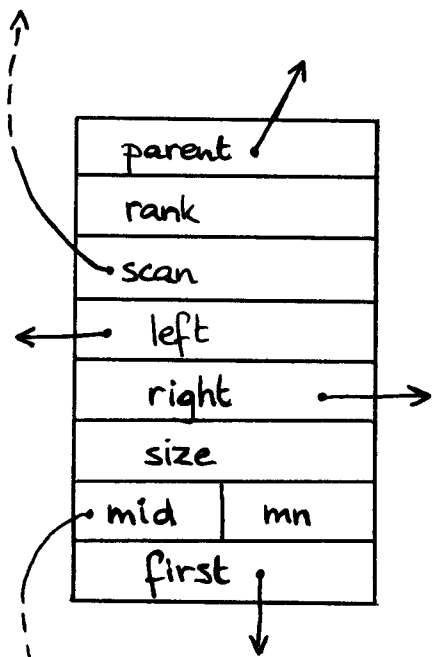 parent
rank
scan
left
right
size
mid mn
first